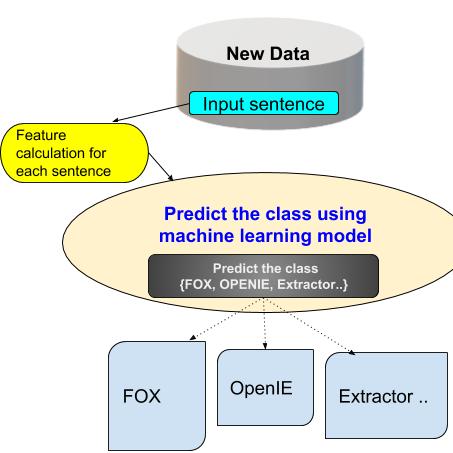 New Data
Input sentence
Feature
calculation for
each sentence
Predict the class using
machine learning model
Predict the class
{FOX, OPENIE, Extractor..}
FOX
OpenIE
Extractor ..